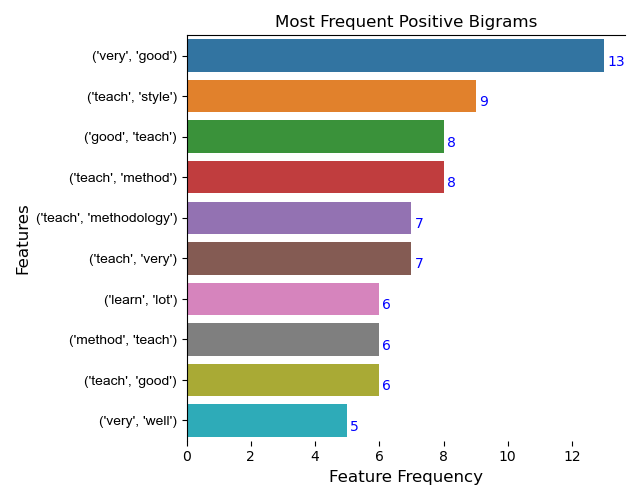 Most Frequent Positive Bigrams
('very', 'good')
13
('teach', 'style')
9
('good', 'teach')
8
('teach', 'method')
8
('teach', 'methodology')
7
('teach', 'very')
7
('learn', 'lot')
6
('method', 'teach')
6
('teach', 'good')
6
('very', 'well')
5
Features
0 2 4 6 8 10 12
Feature Frequency